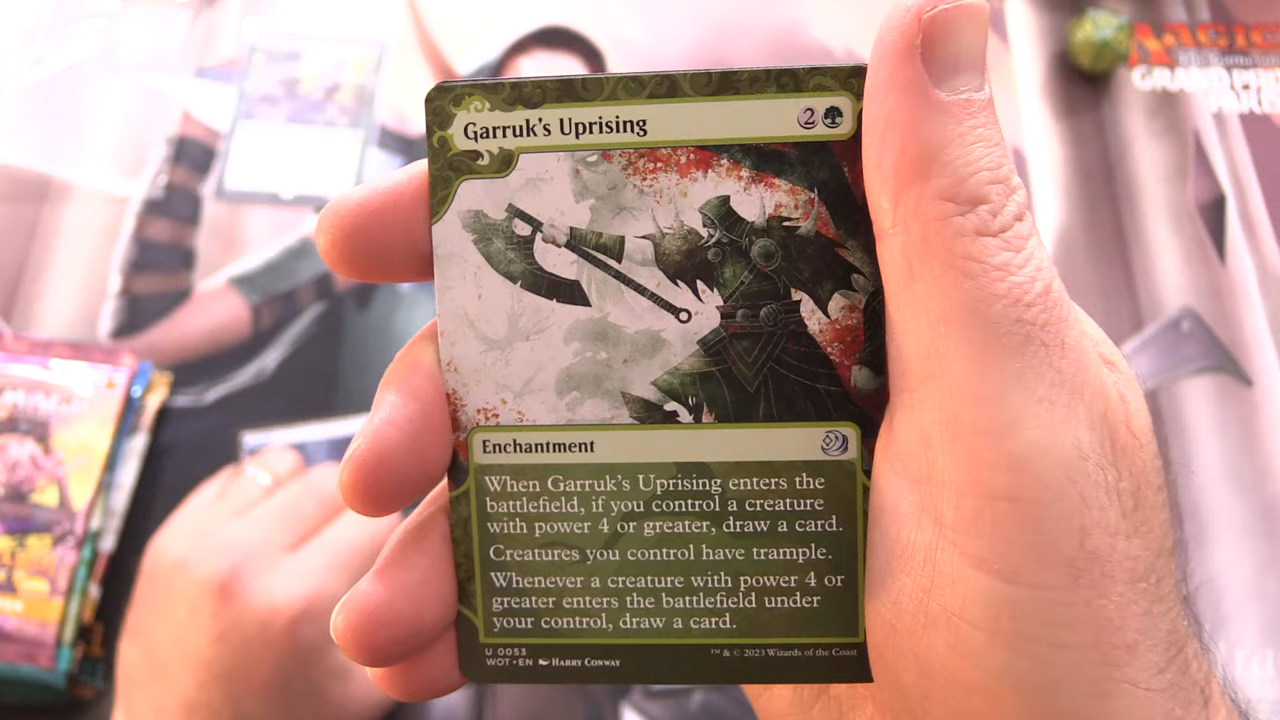 Garruk's Uprising
2
Enchantment
When Garruk's Uprising enters the
battlefield, if you control a creature
with power 4 or greater, draw a card.
Creatures you control have trample.
Whenever a creature with power 4 or
greater enters the battlefield under
your control, draw a card.
U 0053
WOT • EN Harry Conway
™ & © 2023 Wizards of the Coast